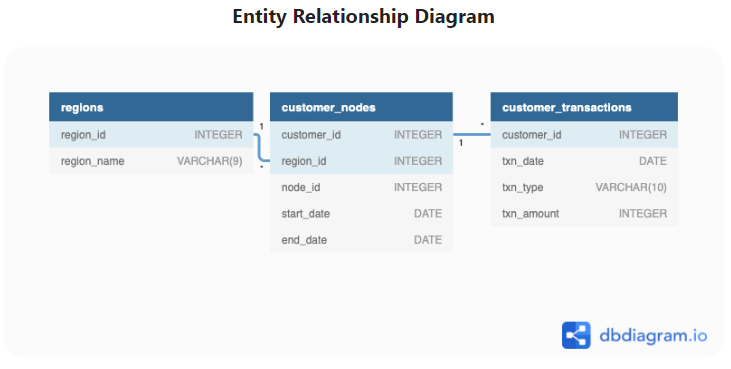 Entity Relationship Diagram
regions
region_id INTEGER
region_name VARCHAR(9)
1
*
customer_nodes
customer_id INTEGER
region_id INTEGER
node_id INTEGER
start_date DATE
end_date DATE
1
*
customer_transactions
customer_id INTEGER
txn_date DATE
txn_type VARCHAR(10)
txn_amount INTEGER
dbdiagram.io